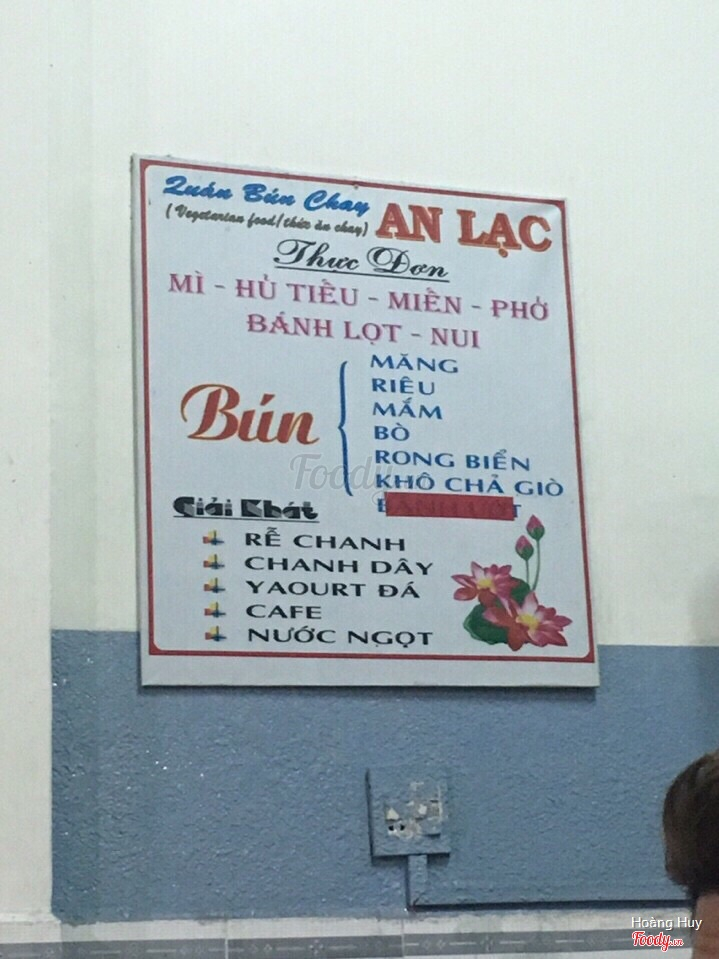 Quán Bún Chay
(Vegetarian food/thức ăn chay)
AN LẠC
Thực Đơn
MÌ - HỦ TIỀU - MIẾN - PHỞ
BÁNH LỌT - NUI
Bún
MĂNG
RIÊU
MẮM
BÒ
RONG BIỂN
KHÔ CHẢ GIÒ
Giải Khát
RỄ CHANH
CHANH DÂY
YAOURT ĐÁ
CAFE
NƯỚC NGỌT
Foody
Hoàng Huy
Foody.vn